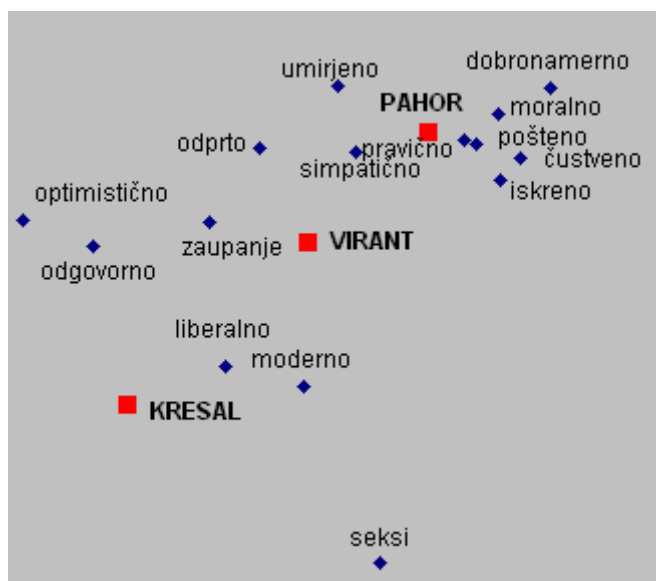 dobronamerno
umirjeno
PAHOR
moralno
odprto
pravično
pošteno
simpatično
čustveno
optimistično
iskreno
zaupanje
VIRANT
odgovorno
liberalno
moderno
KRESAL
seksi